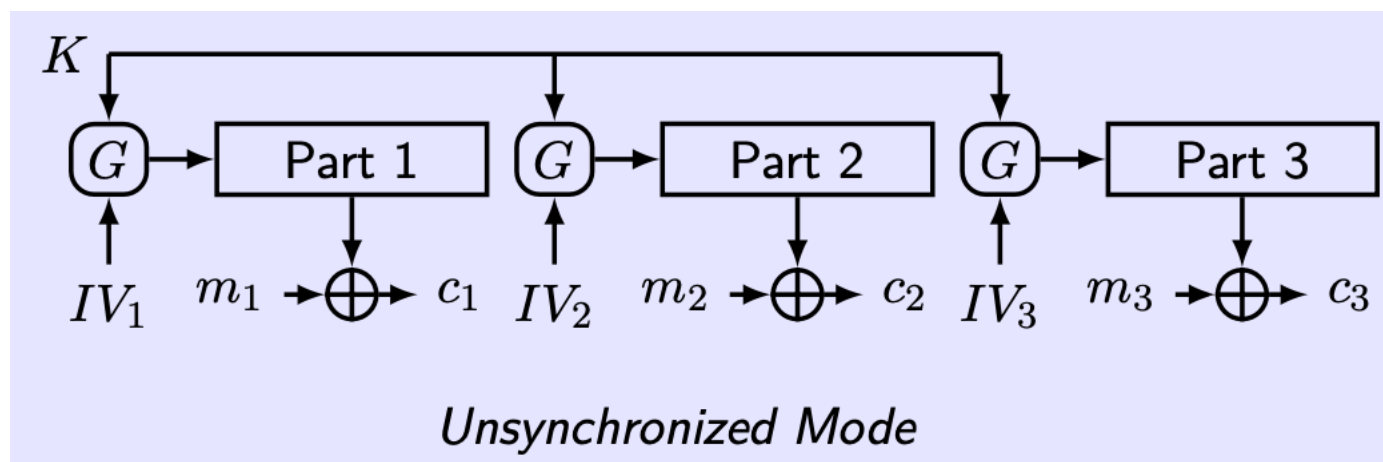 K
G Part 1 G Part 2 G Part 3
IV₁ m₁ c₁ IV₂ m₂ c₂ IV₃ m₃ c₃
Unsynchronized Mode